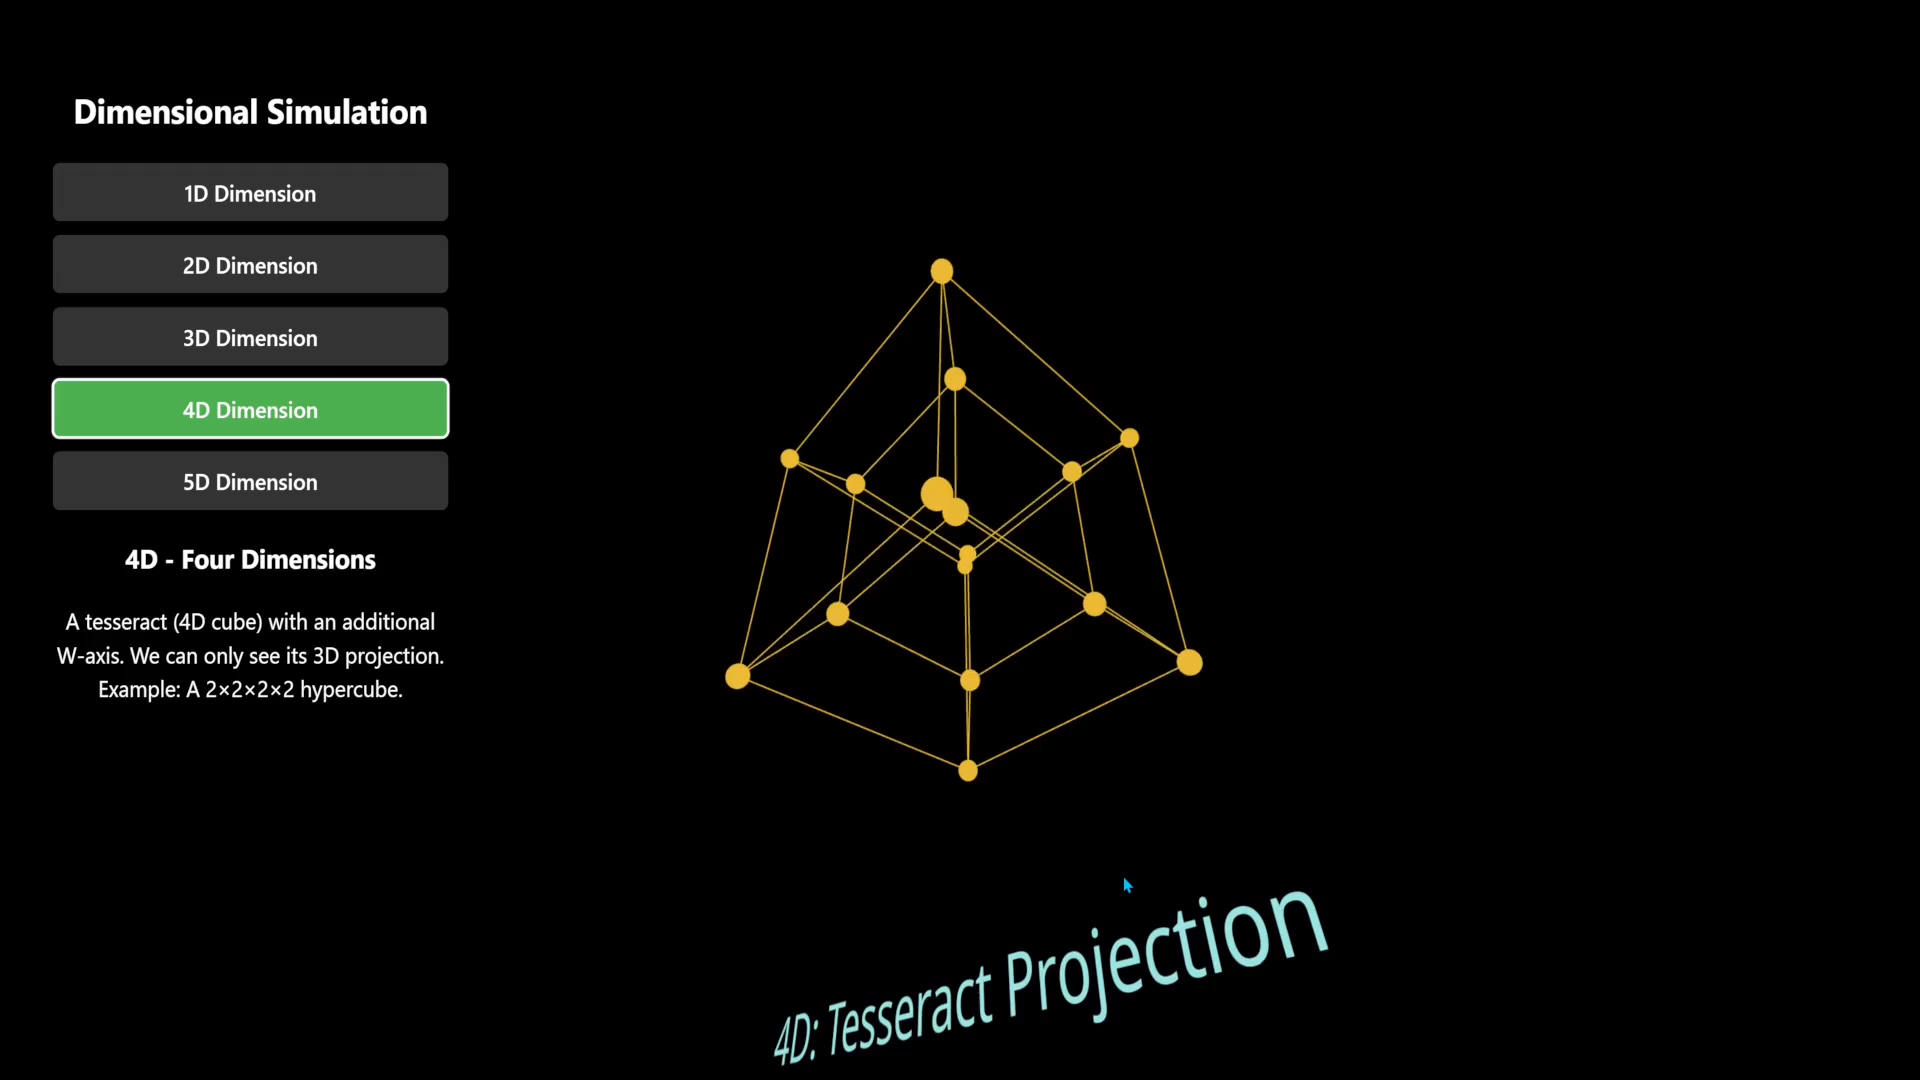 Dimensional Simulation
1D Dimension
2D Dimension
3D Dimension
4D Dimension
5D Dimension
4D - Four Dimensions
A tesseract (4D cube) with an additional
W-axis. We can only see its 3D projection.
Example: A 2×2×2×2 hypercube.
4D: Tesseract Projection